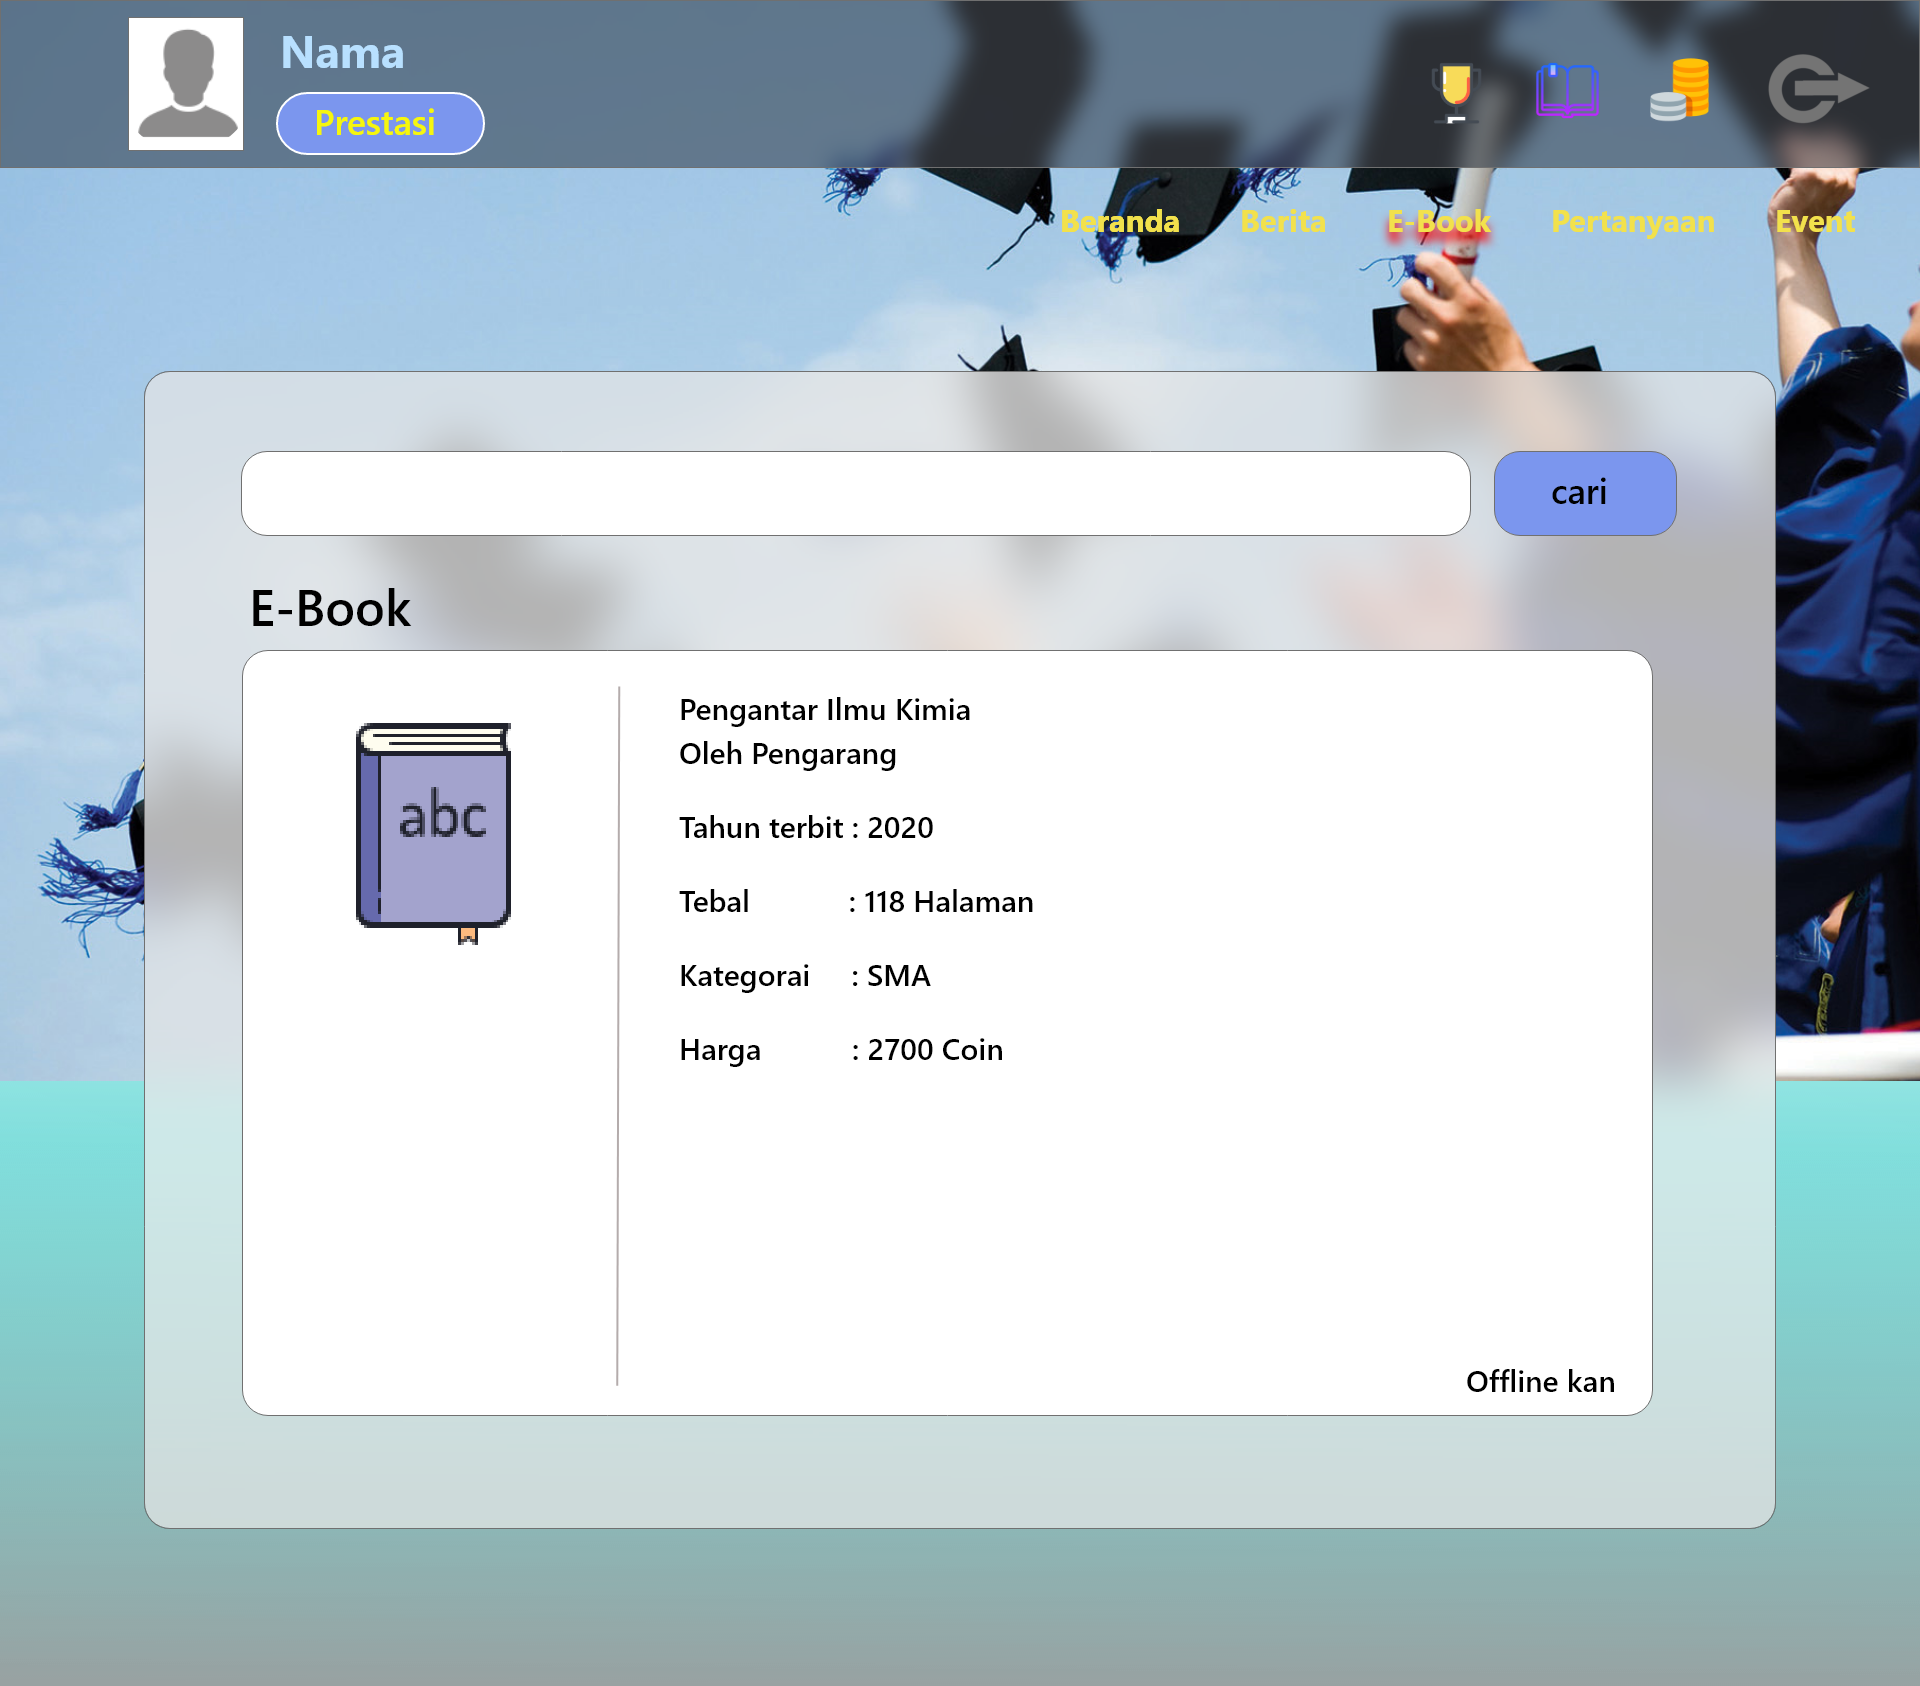 Nama
Prestasi
Beranda Berita E-Book Pertanyaan Event
cari
E-Book
abc
Pengantar Ilmu Kimia
Oleh Pengarang
Tahun terbit : 2020
Tebal : 118 Halaman
Kategorai : SMA
Harga : 2700 Coin
Offline kan